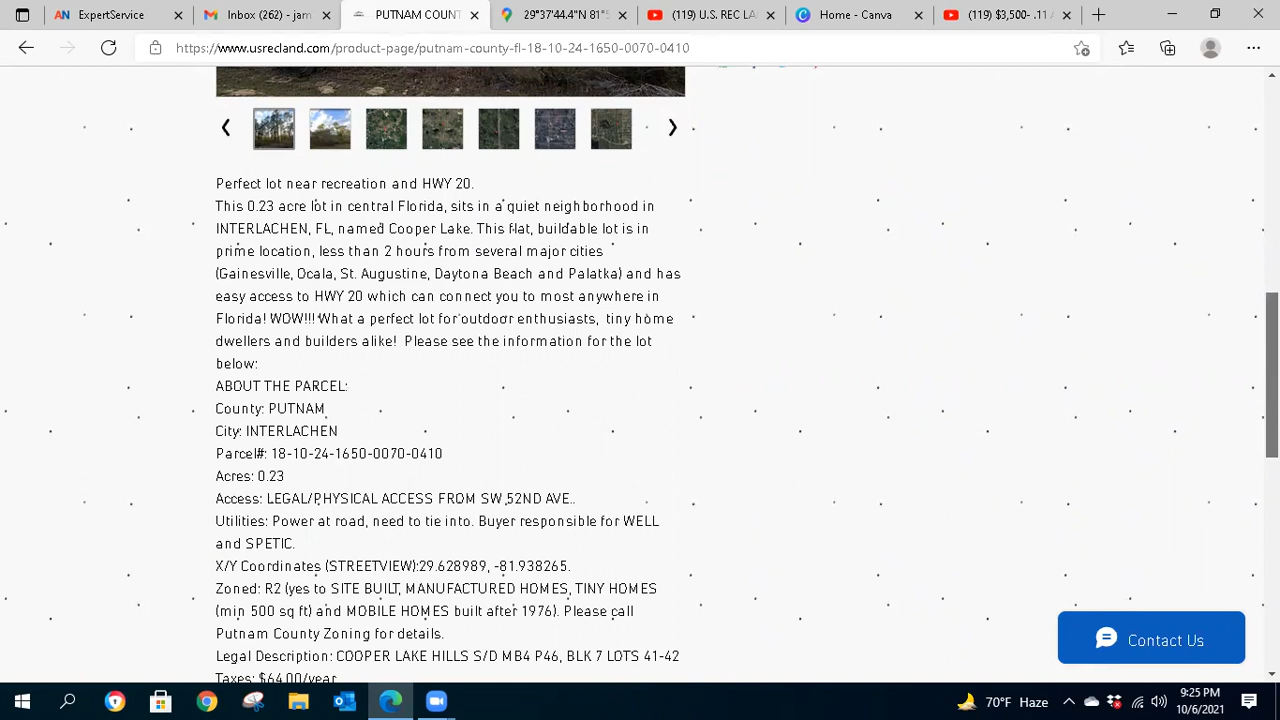 ExpertService
Inbox (262) - jam
PUTNAM COUNT
29°37'44.4"N 81°5
(119) U.S. REC LA
Home - Canva
(119) $3,500- .11 A
https://www.usrecland.com/product-page/putnam-county-fl-18-10-24-1650-0070-0410
Perfect lot near recreation and HWY 20.
This 0.23 acre lot in central Florida, sits in a quiet neighborhood in
INTERLACHEN, FL, named Cooper Lake. This flat, buildable lot is in
prime location, less than 2 hours from several major cities
(Gainesville, Ocala, St. Augustine, Daytona Beach and Palatka) and has
easy access to HWY 20 which can connect you to most anywhere in
Florida! WOW!!! What a perfect lot for outdoor enthusiasts, tiny home
dwellers and builders alike! Please see the information for the lot
below:
ABOUT THE PARCEL:
County: PUTNAM
City: INTERLACHEN
Parcel#: 18-10-24-1650-0070-0410
Acres: 0.23
Access: LEGAL/PHYSICAL ACCESS FROM SW 52ND AVE..
Utilities: Power at road, need to tie into. Buyer responsible for WELL
and SPETIC.
X/Y Coordinates (STREETVIEW):29.628989, -81.938265.
Zoned: R2 (yes to SITE BUILT, MANUFACTURED HOMES, TINY HOMES
(min 500 sq ft) and MOBILE HOMES built after 1976). Please call
Putnam County Zoning for details.
Legal Description: COOPER LAKE HILLS S/D MB4 P46, BLK 7 LOTS 41-42
Taxes: $64.00/year
Contact Us
70°F Haze
9:25 PM
10/6/2021